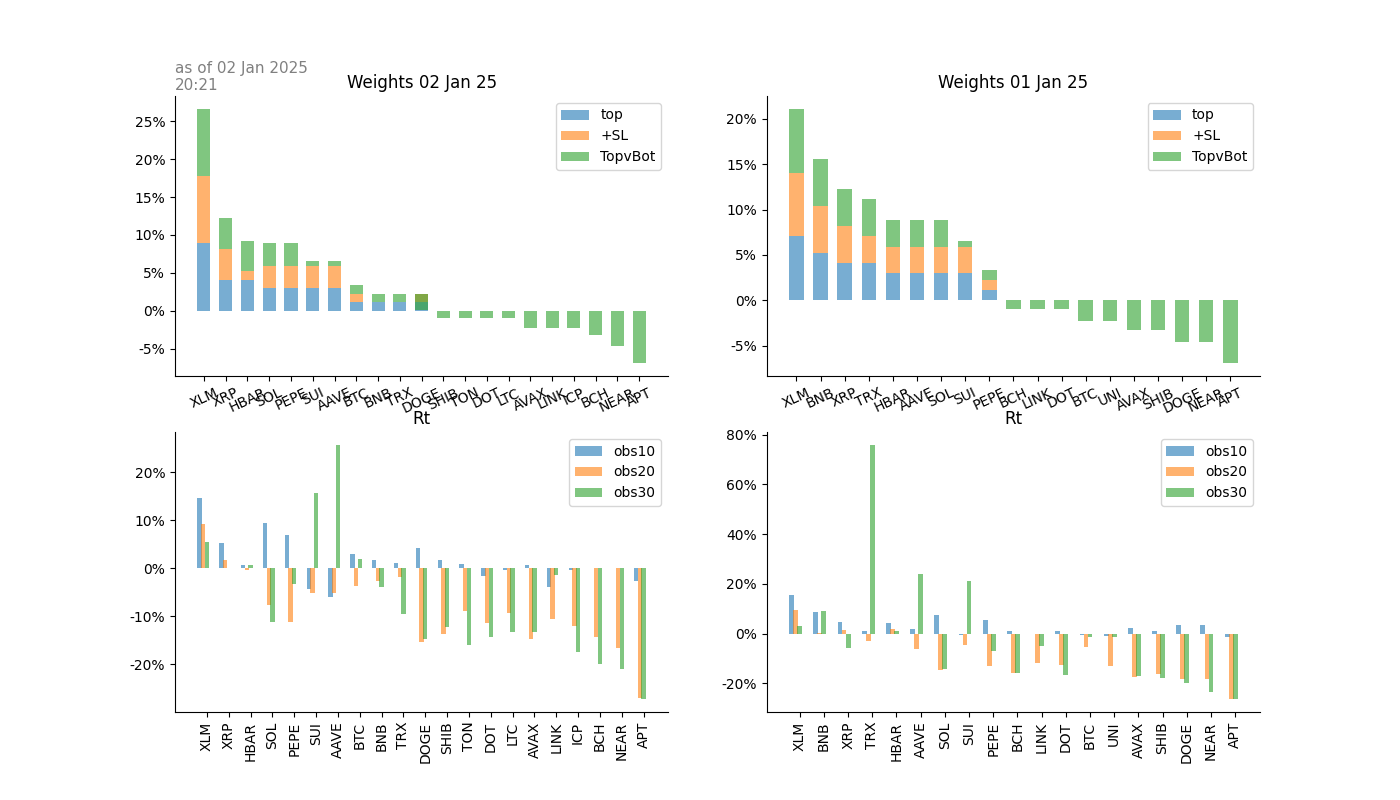 as of 02 Jan 2025
20:21
Weights 02 Jan 25
25%
20%
15%
10%
5%
0%
-5%
top
+SL
TopvBot
XLM
XRP
HBAR
SOL
PEPE
SUI
AAVE
BTC
BNB
TRX
DOGE
SHIB
TON
DOT
LTC
AVAX
LINK
ICP
BCH
NEAR
APT
Weights 01 Jan 25
20%
15%
10%
5%
0%
-5%
top
+SL
TopvBot
XLM
BNB
XRP
TRX
HBAR
AAVE
SOL
SUI
PEPE
BCH
LINK
DOT
BTC
UNI
AVAX
SHIB
DOGE
NEAR
APT
Rt
20%
10%
0%
-10%
-20%
obs10
obs20
obs30
XLM
XRP
HBAR
SOL
PEPE
SUI
AAVE
BTC
BNB
TRX
DOGE
SHIB
TON
DOT
LTC
AVAX
LINK
ICP
BCH
NEAR
APT
Rt
80%
60%
40%
20%
0%
-20%
obs10
obs20
obs30
XLM
BNB
XRP
TRX
HBAR
AAVE
SOL
SUI
PEPE
BCH
LINK
DOT
BTC
UNI
AVAX
SHIB
DOGE
NEAR
APT